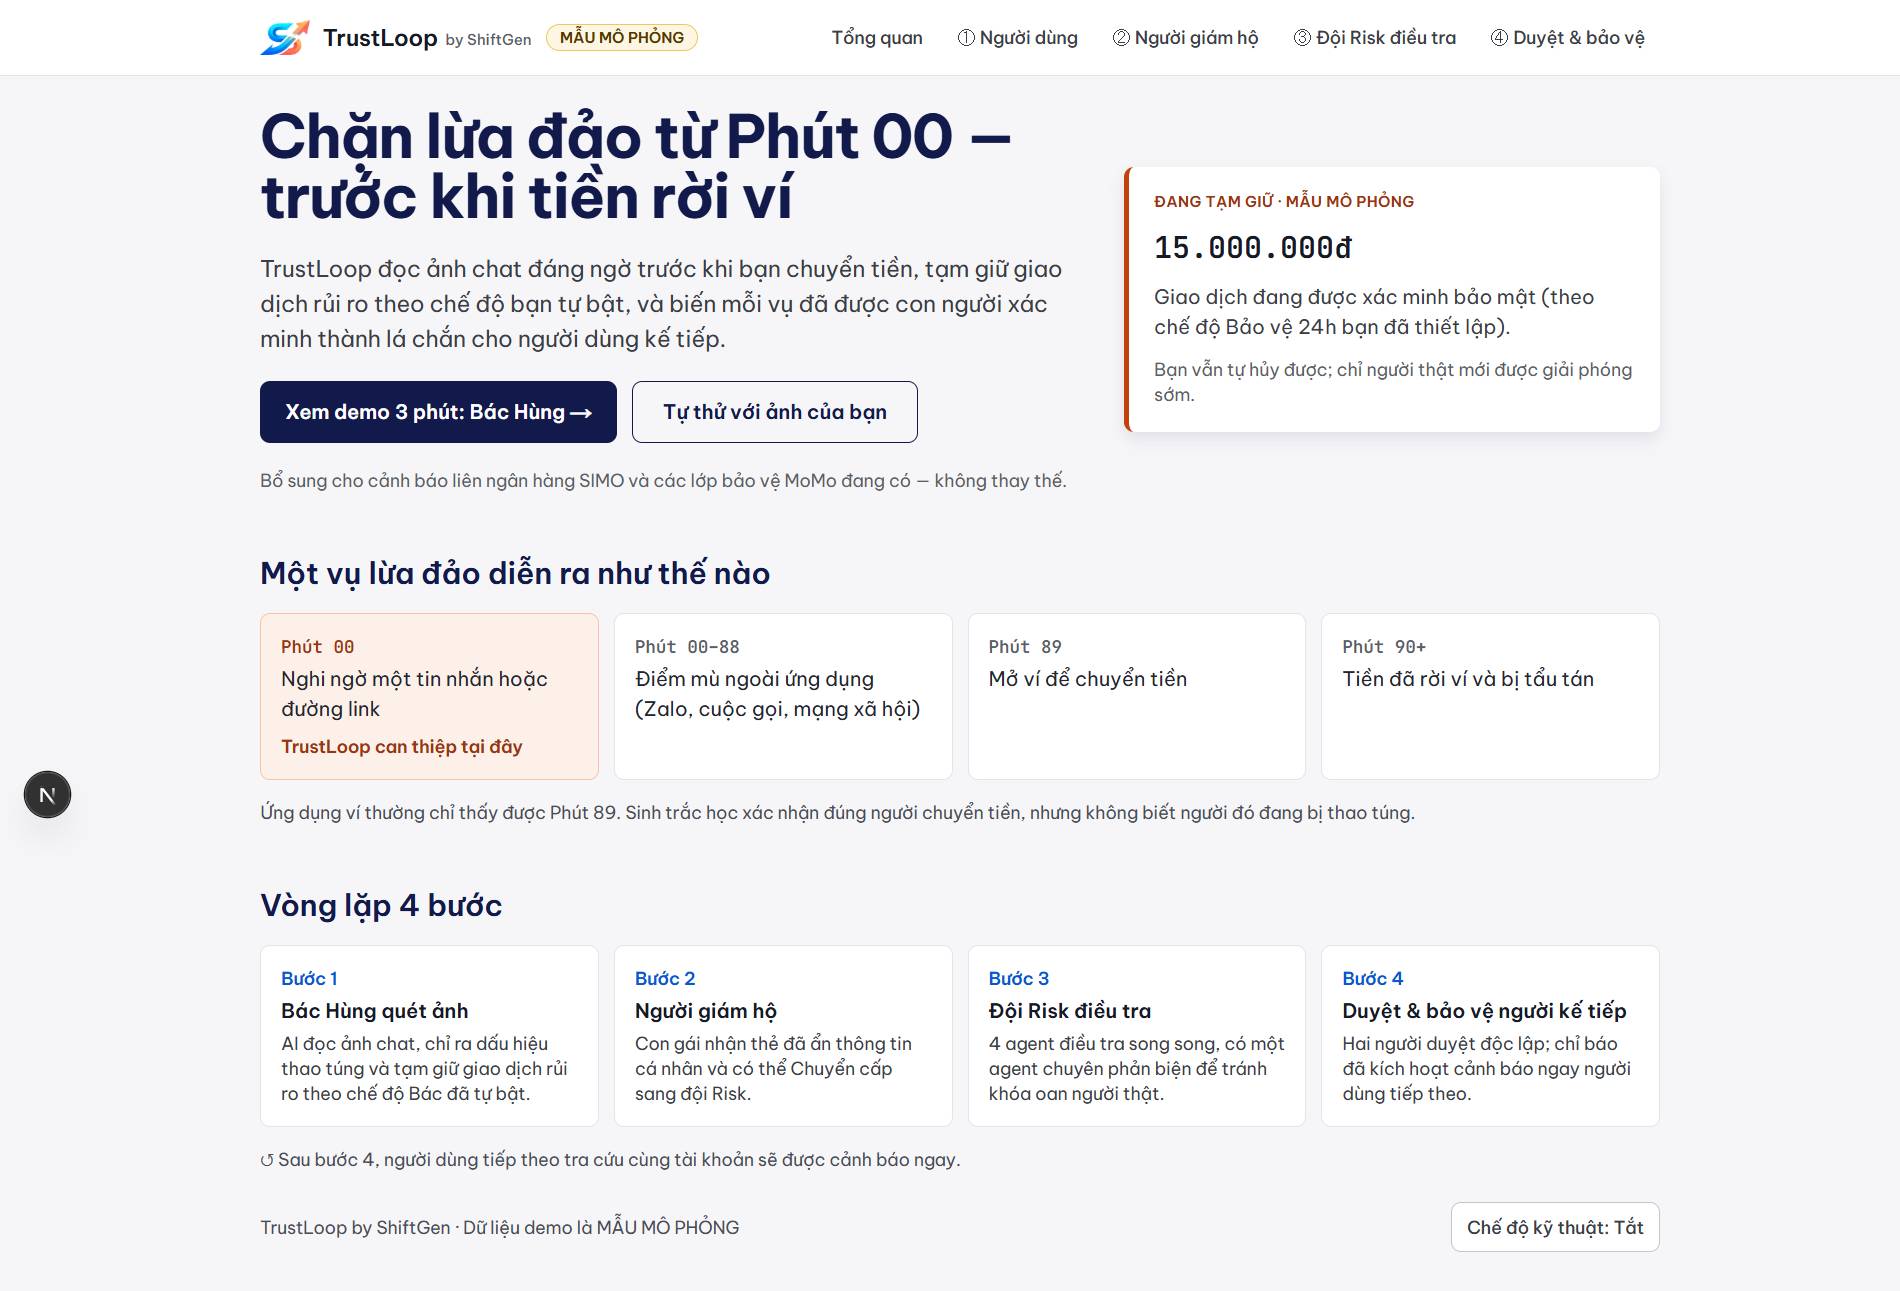 TrustLoop by ShiftGen MẪU MÔ PHỎNG
Tổng quan ① Người dùng ② Người giám hộ ③ Đội Risk điều tra ④ Duyệt & bảo vệ
Chặn lừa đảo từ Phút 00 —
trước khi tiền rời ví
TrustLoop đọc ảnh chat đáng ngờ trước khi bạn chuyển tiền, tạm giữ giao
dịch rủi ro theo chế độ bạn tự bật, và biến mỗi vụ đã được con người xác
minh thành lá chắn cho người dùng kế tiếp.
Xem demo 3 phút: Bác Hùng →
Tự thử với ảnh của bạn
Bổ sung cho cảnh báo liên ngân hàng SIMO và các lớp bảo vệ MoMo đang có — không thay thế.
ĐANG TẠM GIỮ · MẪU MÔ PHỎNG
15.000.000đ
Giao dịch đang được xác minh bảo mật (theo
chế độ Bảo vệ 24h bạn đã thiết lập).
Bạn vẫn tự hủy được; chỉ người thật mới được giải phóng
sớm.
Một vụ lừa đảo diễn ra như thế nào
Phút 00
Nghi ngờ một tin nhắn hoặc
đường link
TrustLoop can thiệp tại đây
Phút 00–88
Điểm mù ngoài ứng dụng
(Zalo, cuộc gọi, mạng xã hội)
Phút 89
Mở ví để chuyển tiền
Phút 90+
Tiền đã rời ví và bị tẩu tán
Ứng dụng ví thường chỉ thấy được Phút 89. Sinh trắc học xác nhận đúng người chuyển tiền, nhưng không biết người đó đang bị thao túng.
N
Vòng lặp 4 bước
Bước 1
Bác Hùng quét ảnh
AI đọc ảnh chat, chỉ ra dấu hiệu
thao túng và tạm giữ giao dịch rủi
ro theo chế độ Bác đã tự bật.
Bước 2
Người giám hộ
Con gái nhận thẻ đã ẩn thông tin
cá nhân và có thể Chuyển cấp
sang đội Risk.
Bước 3
Đội Risk điều tra
4 agent điều tra song song, có một
agent chuyên phản biện để tránh
khóa oan người thật.
Bước 4
Duyệt & bảo vệ người kế tiếp
Hai người duyệt độc lập; chỉ báo
đã kích hoạt cảnh báo ngay người
dùng tiếp theo.
↺ Sau bước 4, người dùng tiếp theo tra cứu cùng tài khoản sẽ được cảnh báo ngay.
TrustLoop by ShiftGen · Dữ liệu demo là MẪU MÔ PHỎNG
Chế độ kỹ thuật: Tắt